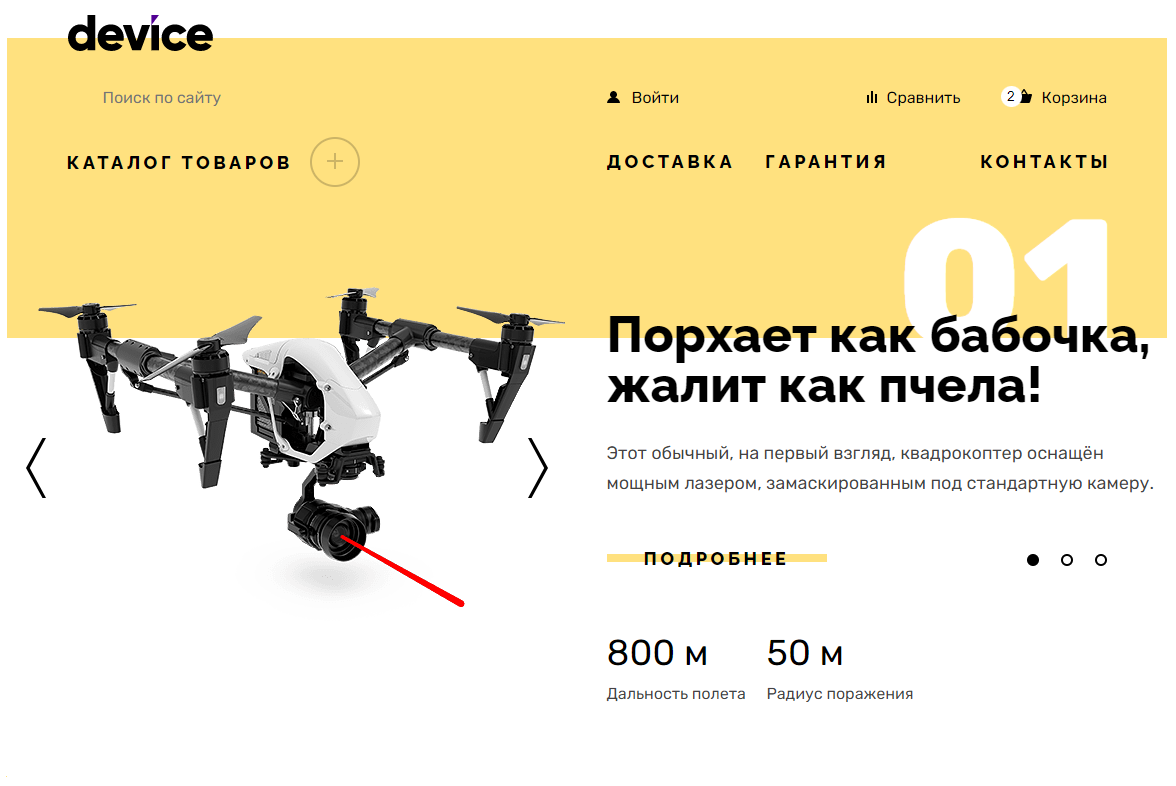 device
Поиск по сайту
Войти
Сравнить
2
Корзина
КАТАЛОГ ТОВАРОВ
ДОСТАВКА
ГАРАНТИЯ
КОНТАКТЫ
01
Порхает как бабочка,
жалит как пчела!
Этот обычный, на первый взгляд, квадрокоптер оснащён
мощным лазером, замаскированным под стандартную камеру.
ПОДРОБНЕЕ
800 м
50 м
Дальность полета
Радиус поражения